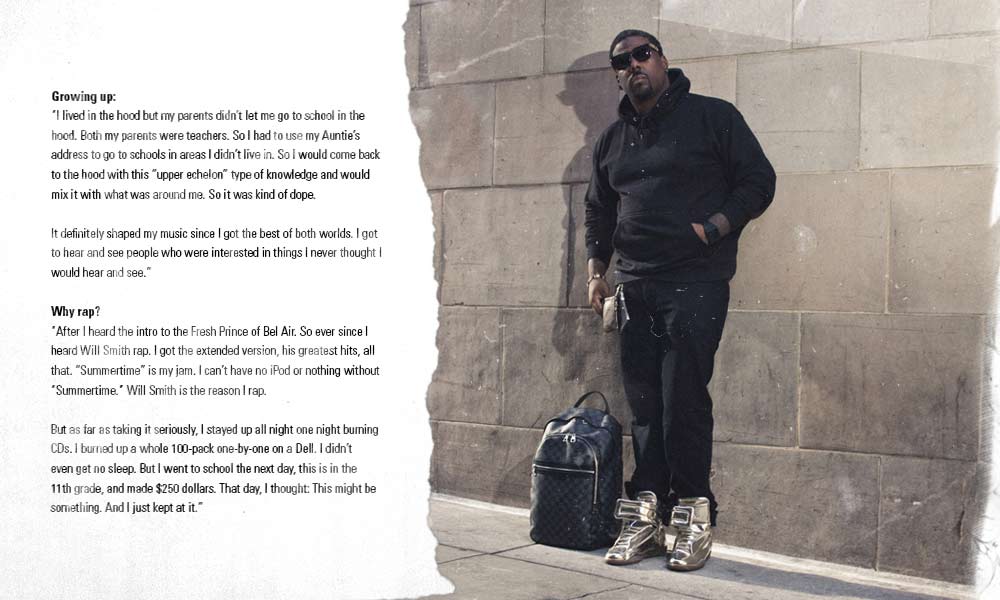 Growing up:
"I lived in the hood but my parents didn't let me go to school in the
hood. Both my parents were teachers. So I had to use my Auntie's
address to go to schools in areas I didn't live in. So I would come back
to the hood with this "upper echelon" type of knowledge and would
mix it with what was around me. So it was kind of dope.
It definitely shaped my music since I got the best of both worlds. I got
to hear and see people who were interested in things I never thought I
would hear and see."
Why rap?
"After I heard the intro to the Fresh Prince of Bel Air. So ever since I
heard Will Smith rap. I got the extended version, his greatest hits, all
that. "Summertime" is my jam. I can't have no iPod or nothing without
"Summertime." Will Smith is the reason I rap.
But as far as taking it seriously, I stayed up all night one night burning
CDs. I burned up a whole 100-pack one-by-one on a Dell. I didn't
even get no sleep. But I went to school the next day, this is in the
11th grade, and made $250 dollars. That day, I thought: This might be
something. And I just kept at it."